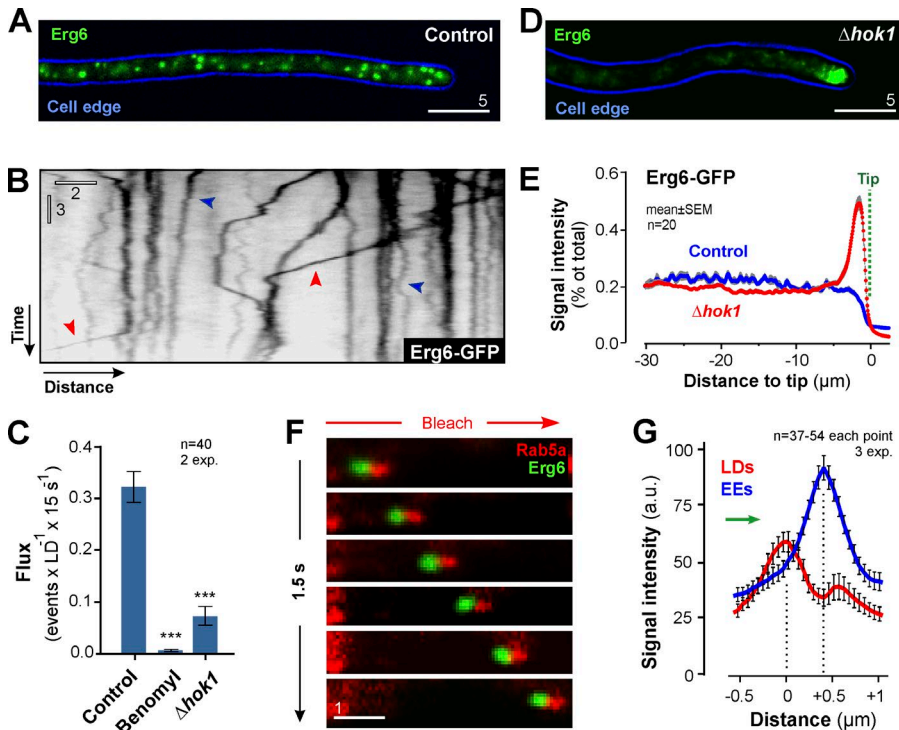 A
Erg6
Control
Cell edge
5
D
Erg6
Δhok1
Cell edge
5
B
2
3
Time
Erg6-GFP
Distance
E
Erg6-GFP
Tip
mean±SEM
n=20
Control
Δhok1
Signal intensity
(% ot total)
0.6
0.4
0.2
0.0
-30
-20
-10
0
Distance to tip (µm)
C
n=40
2 exp.
Flux
(events x LD⁻¹ x 15 s⁻¹)
0.4
0.3
0.2
0.1
0.0
***
***
Control
Benomyl
Δhok1
F
Bleach
Rab5a
Erg6
1.5 s
1
G
n=37-54 each point
3 exp.
LDs
EEs
Signal intensity (a.u.)
100
75
50
25
0
-0.5
0
+0.5
+1
Distance (µm)